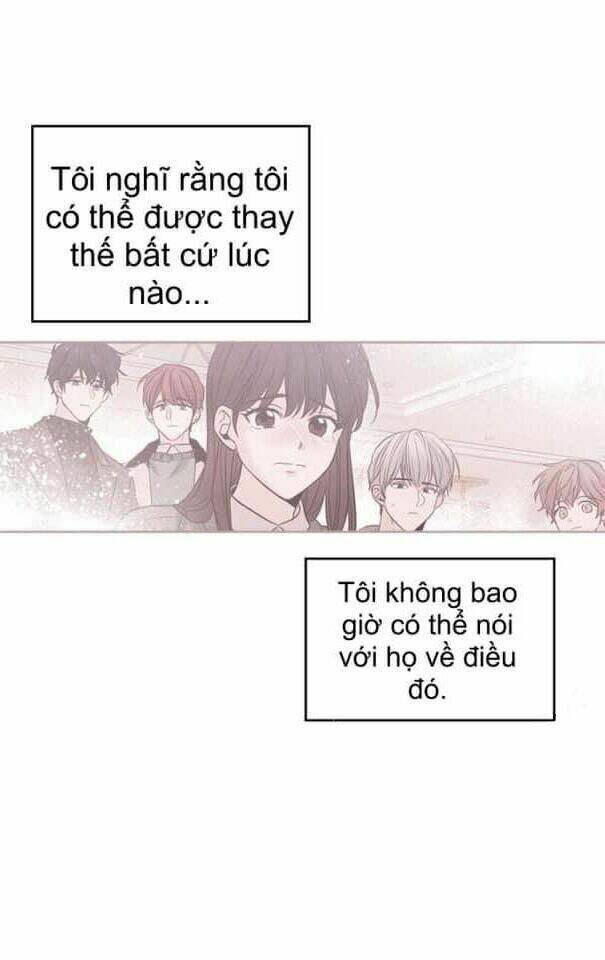 Tôi nghĩ rằng tôi
có thể được thay
thế bất cứ lúc
nào...
Tôi không bao
giờ có thể nói
với họ về điều
đó.